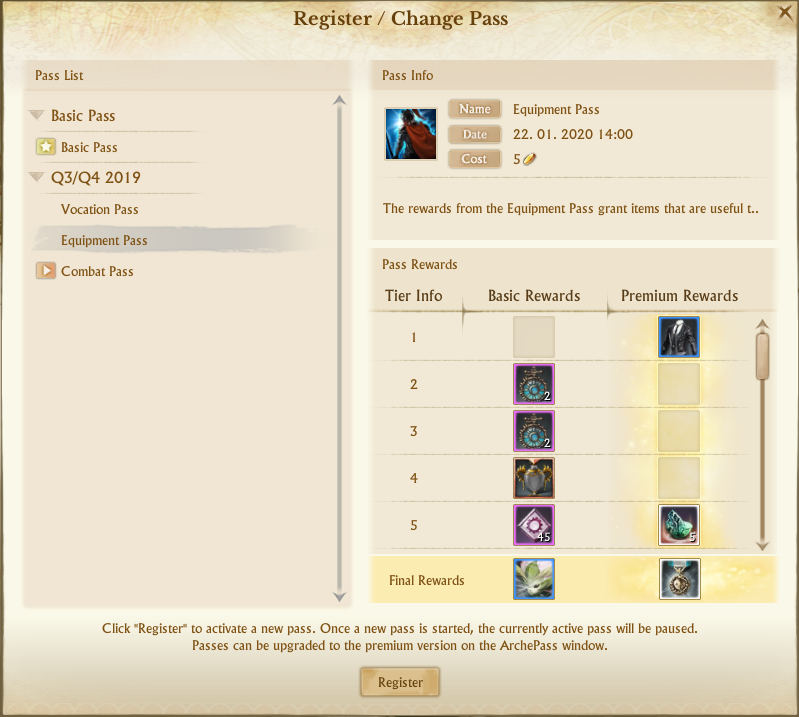 Register / Change Pass
Pass List
Basic Pass
Basic Pass
Q3/Q4 2019
Vocation Pass
Equipment Pass
Combat Pass
Pass Info
Name Equipment Pass
Date 22. 01. 2020 14:00
Cost 5
The rewards from the Equipment Pass grant items that are useful t..
Pass Rewards
Tier Info Basic Rewards Premium Rewards
1
2 2
3 2
4
5 45 5
Final Rewards
Click "Register" to activate a new pass. Once a new pass is started, the currently active pass will be paused.
Passes can be upgraded to the premium version on the ArchePass window.
Register